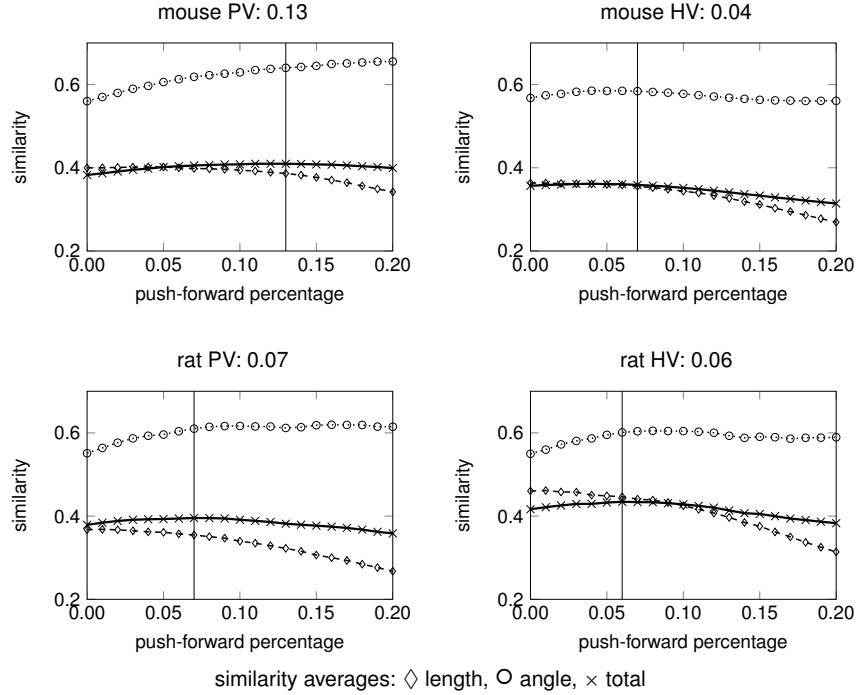 mouse PV: 0.13
0.6
0.4
0.2
similarity
0.00 0.05 0.10 0.15 0.20
push-forward percentage
mouse HV: 0.04
0.6
0.4
0.2
similarity
0.00 0.05 0.10 0.15 0.20
push-forward percentage
rat PV: 0.07
0.6
0.4
0.2
similarity
0.00 0.05 0.10 0.15 0.20
push-forward percentage
rat HV: 0.06
0.6
0.4
0.2
similarity
0.00 0.05 0.10 0.15 0.20
push-forward percentage
similarity averages: ◊ length, ○ angle, × total